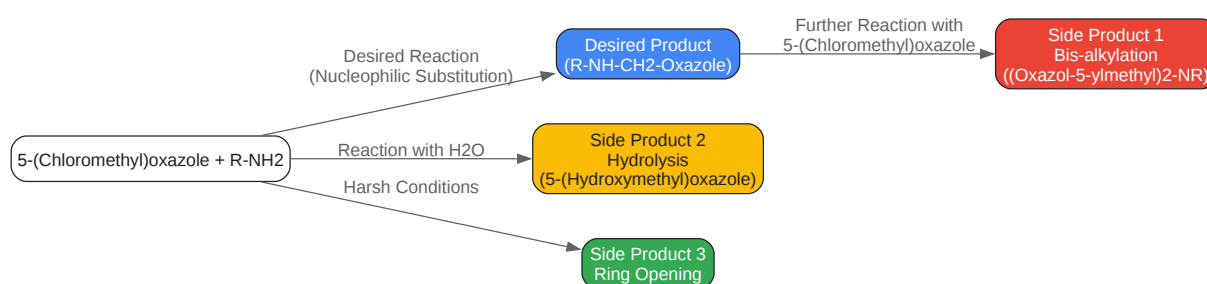 Further Reaction with
5-(Chloromethyl)oxazole
Side Product 1
Bis-alkylation
((Oxazol-5-ylmethyl)2-NR)
Desired Product
(R-NH-CH2-Oxazole)
Desired Reaction
(Nucleophilic Substitution)
5-(Chloromethyl)oxazole + R-NH2
Reaction with H2O
Side Product 2
Hydrolysis
(5-(Hydroxymethyl)oxazole)
Harsh Conditions
Side Product 3
Ring Opening